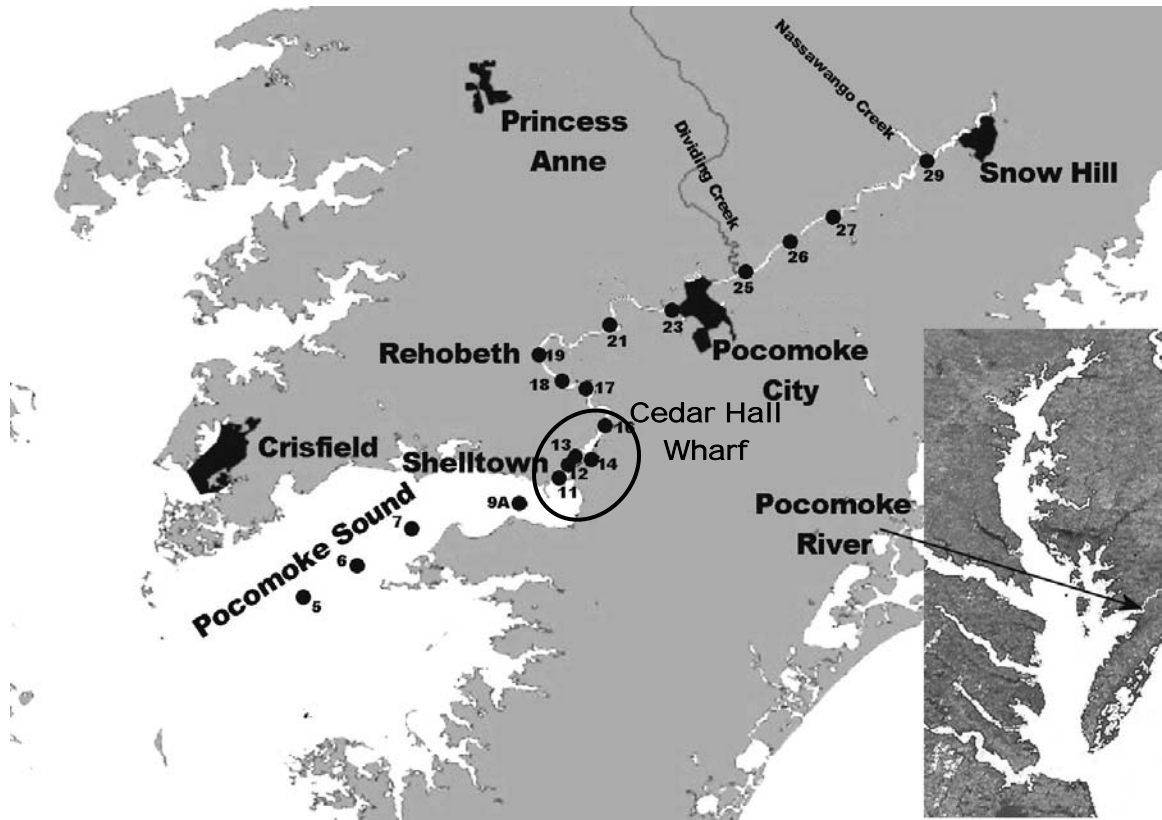 Nassawango Creek
Princess
Anne
Dividing Creek
Snow Hill
29
27
26
25
23
21
Pocomoke
City
Rehobeth
19
18
17
16
Cedar Hall
Wharf
Crisfield
Shelltown
13
14
12
11
9A
7
6
5
Pocomoke Sound
Pocomoke
River